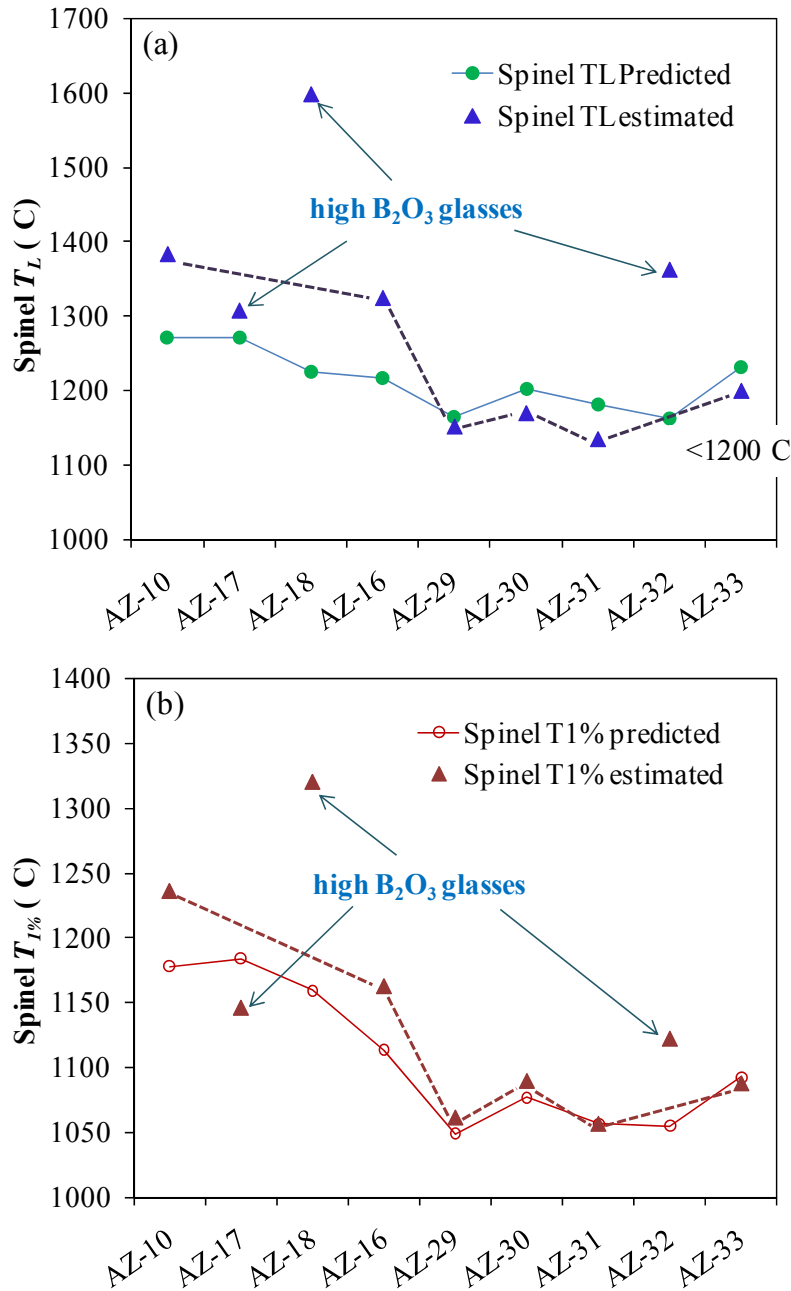 1700
1600
1500
1400
1300
1200
1100
1000
Spinel TL ( C)
(a)
Spinel TL Predicted
Spinel TL estimated
high B2O3 glasses
<1200 C
AZ-10
AZ-17
AZ-18
AZ-16
AZ-29
AZ-30
AZ-31
AZ-32
AZ-33
1400
1350
1300
1250
1200
1150
1100
1050
1000
Spinel T1% ( C)
(b)
Spinel T1% predicted
Spinel T1% estimated
high B2O3 glasses
AZ-10
AZ-17
AZ-18
AZ-16
AZ-29
AZ-30
AZ-31
AZ-32
AZ-33